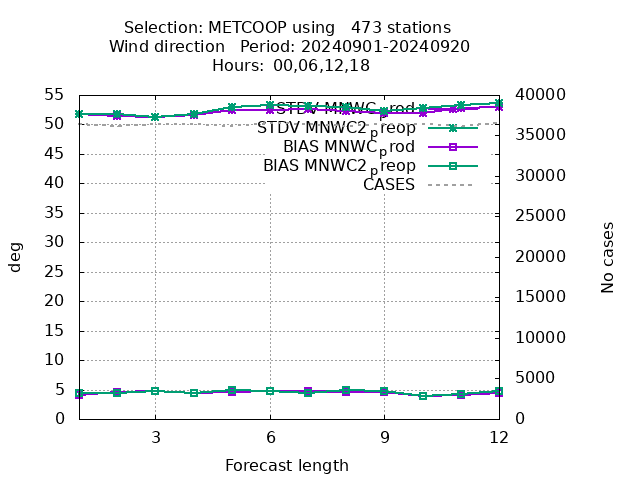 Selection: METCOOP using 473 stations
Wind direction Period: 20240901-20240920
Hours: 00,06,12,18
55 40000
STDV MNWC_prod
50 35000
STDV MNWC2_preop
BIAS MNWC_prod
45 30000
BIAS MNWC2_preop
40
CASES
35 25000
30
25 20000
20
15 15000
10 10000
5 5000
0 0
deg
No cases
3 6 9 12
Forecast length